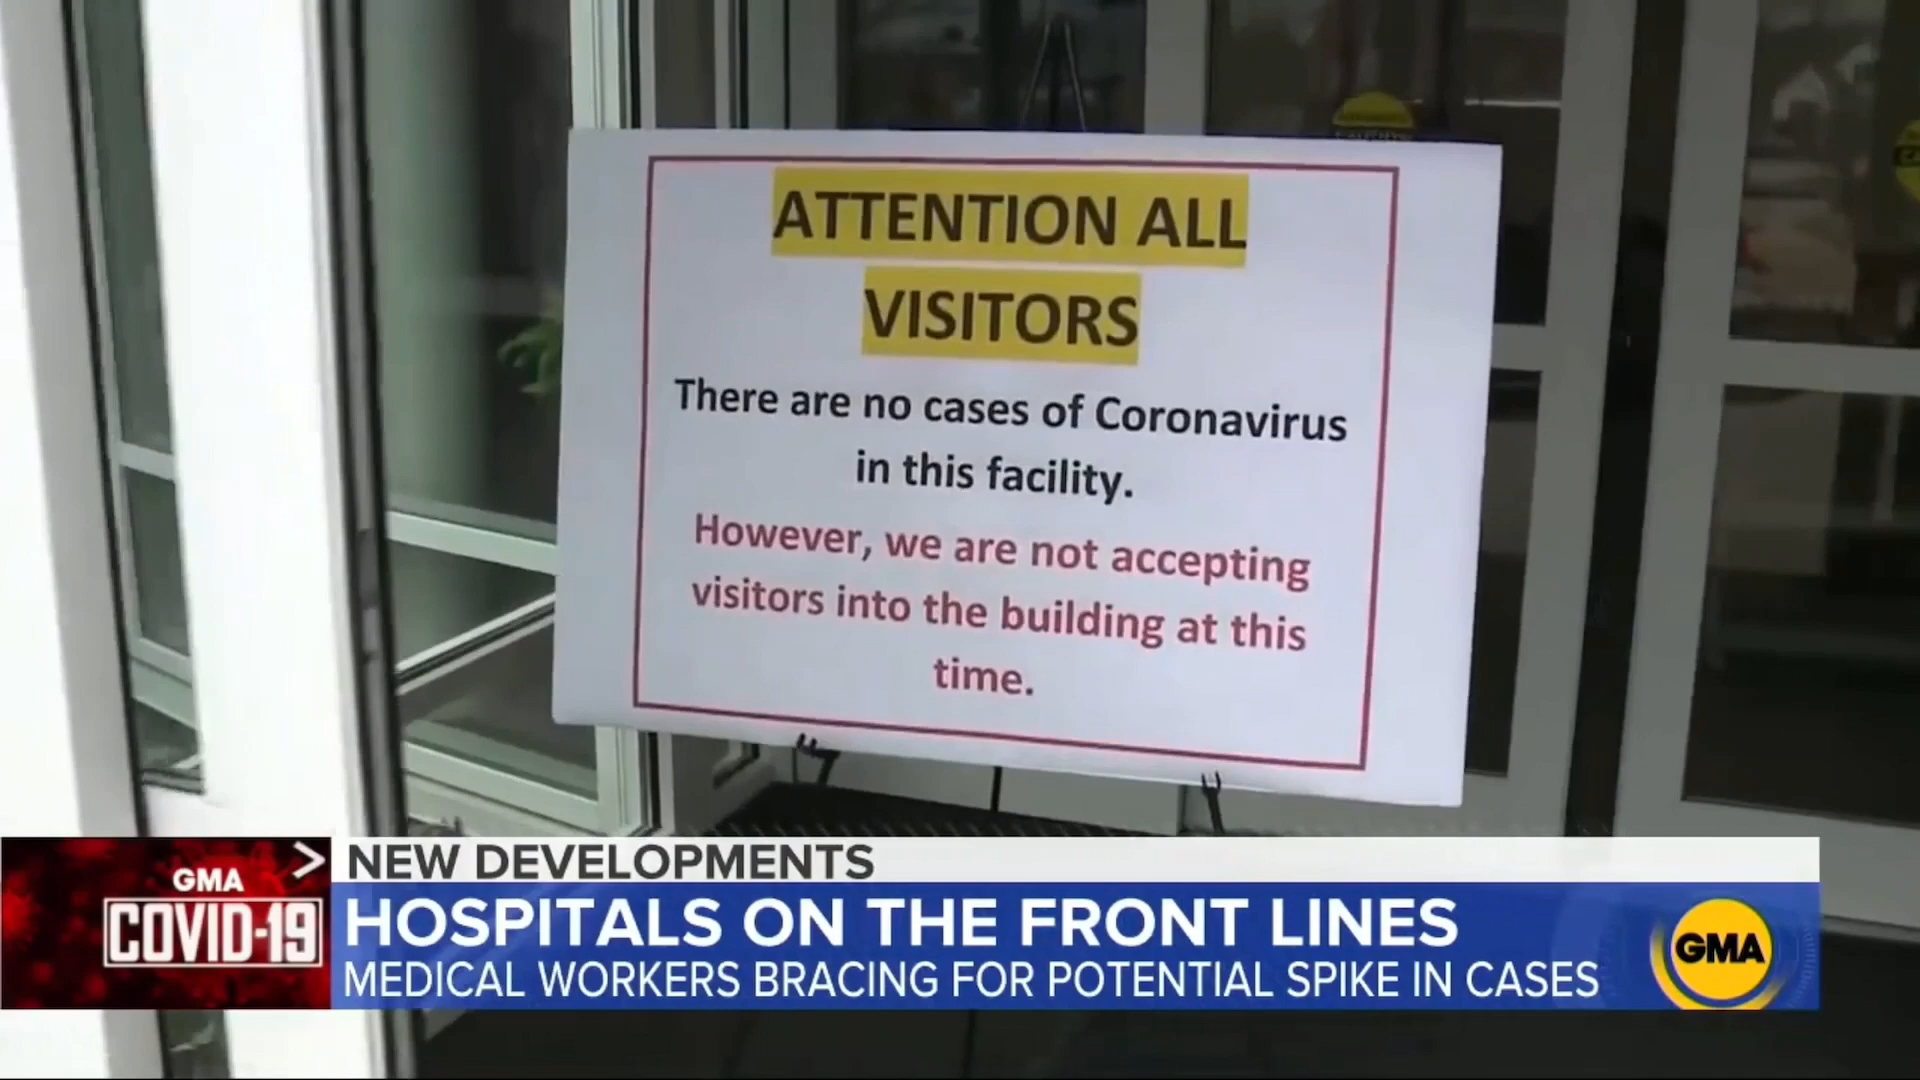 ATTENTION ALL
VISITORS
There are no cases of Coronavirus
in this facility.
However, we are not accepting
visitors into the building at this
time.
NEW DEVELOPMENTS
GMA
COVID-19
HOSPITALS ON THE FRONT LINES
MEDICAL WORKERS BRACING FOR POTENTIAL SPIKE IN CASES
GMA